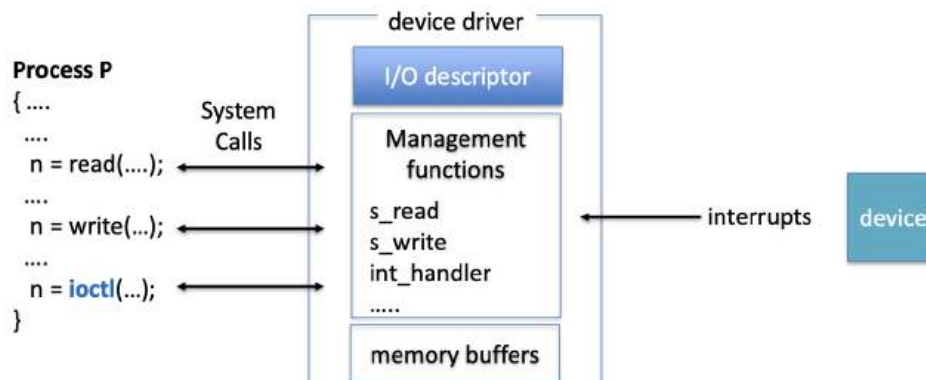 device driver
Process P
{ ....
....
n = read(....);
....
n = write(...);
....
n = ioctl(...);
}
System
Calls
I/O descriptor
Management
functions
s_read
s_write
int_handler
.....
memory buffers
interrupts
device